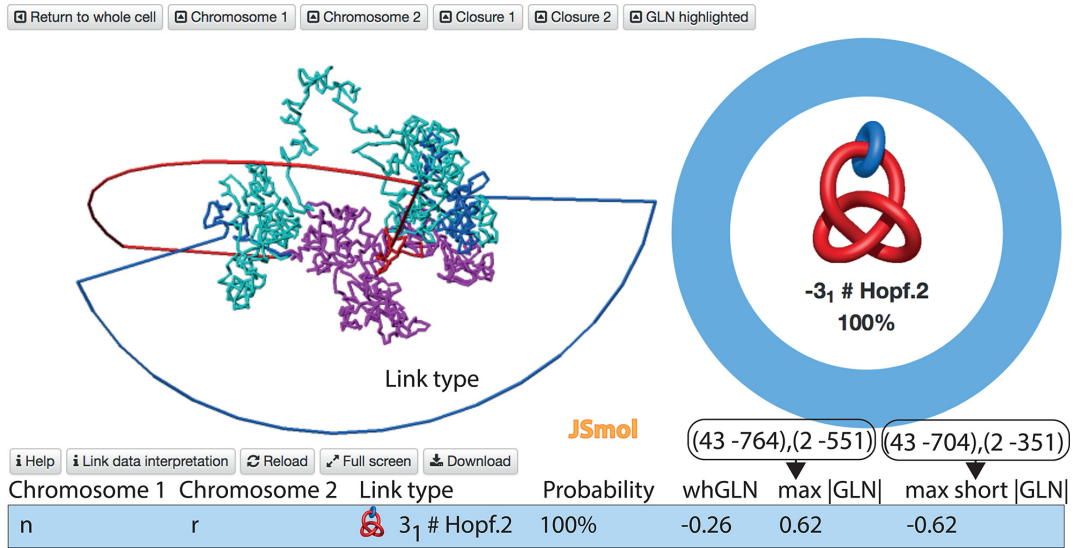 Return to whole cell Chromosome 1 Chromosome 2 Closure 1 Closure 2 GLN highlighted
-3₁ # Hopf.2
100%
Link type
JSmol
(43 -764),(2 -551) (43 -704),(2 -351)
i Help i Link data interpretation Reload Full screen Download
Chromosome 1 Chromosome 2 Link type Probability whGLN max |GLN| max short |GLN|
n r 3₁ # Hopf.2 100% -0.26 0.62 -0.62